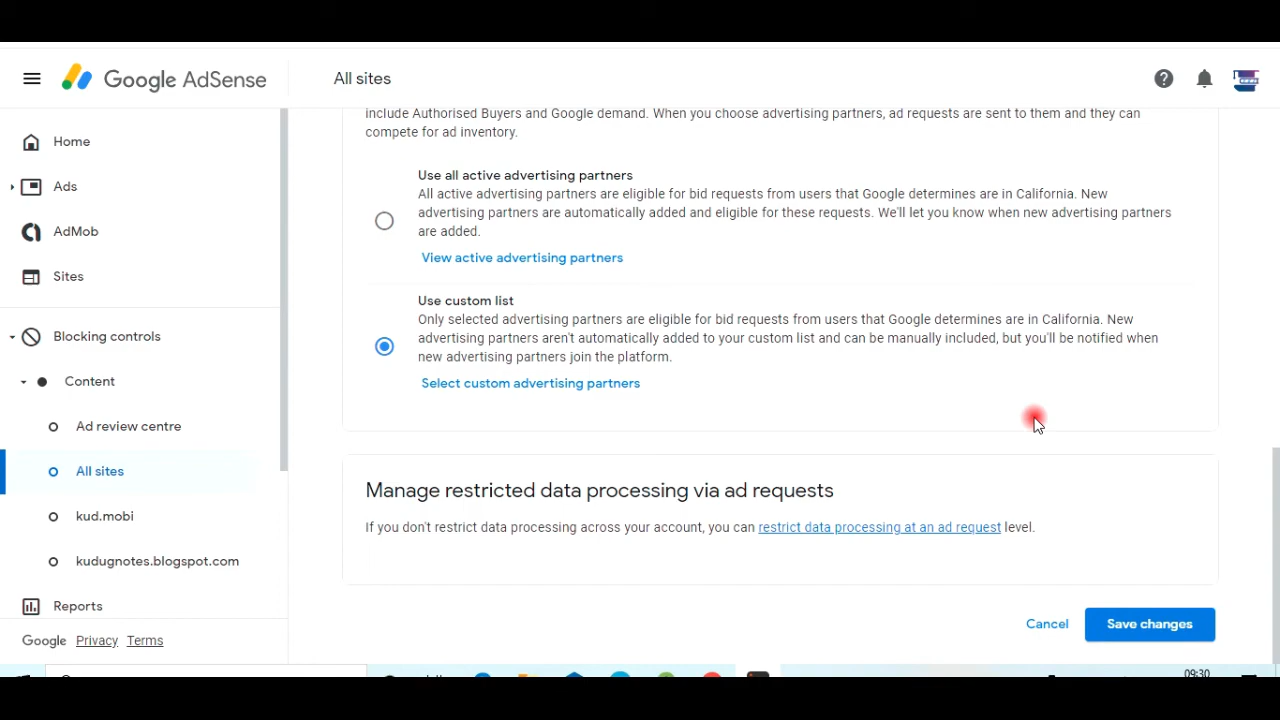 Google AdSense
All sites
Home
Ads
AdMob
Sites
Blocking controls
Content
Ad review centre
All sites
kud.mobi
kudugnotes.blogspot.com
Reports
Google Privacy Terms
include Authorised Buyers and Google demand. When you choose advertising partners, ad requests are sent to them and they can
compete for ad inventory.
Use all active advertising partners
All active advertising partners are eligible for bid requests from users that Google determines are in California. New
advertising partners are automatically added and eligible for these requests. We'll let you know when new advertising partners
are added.
View active advertising partners
Use custom list
Only selected advertising partners are eligible for bid requests from users that Google determines are in California. New
advertising partners aren't automatically added to your custom list and can be manually included, but you'll be notified when
new advertising partners join the platform.
Select custom advertising partners
Manage restricted data processing via ad requests
If you don't restrict data processing across your account, you can restrict data processing at an ad request level.
Cancel
Save changes
09:30